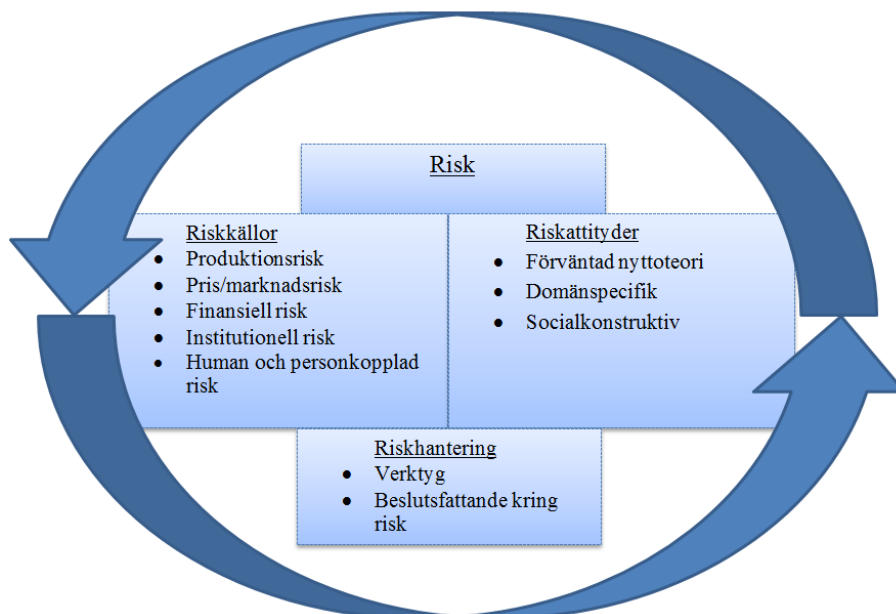 Risk
Riskkällor
● Produktionsrisk
● Pris/marknadsrisk
● Finansiell risk
● Institutionell risk
● Human och personkopplad
risk
Riskattityder
● Förväntad nyttoteori
● Domänspecifik
● Socialkonstruktiv
Riskhantering
● Verktyg
● Beslutsfattande kring
risk